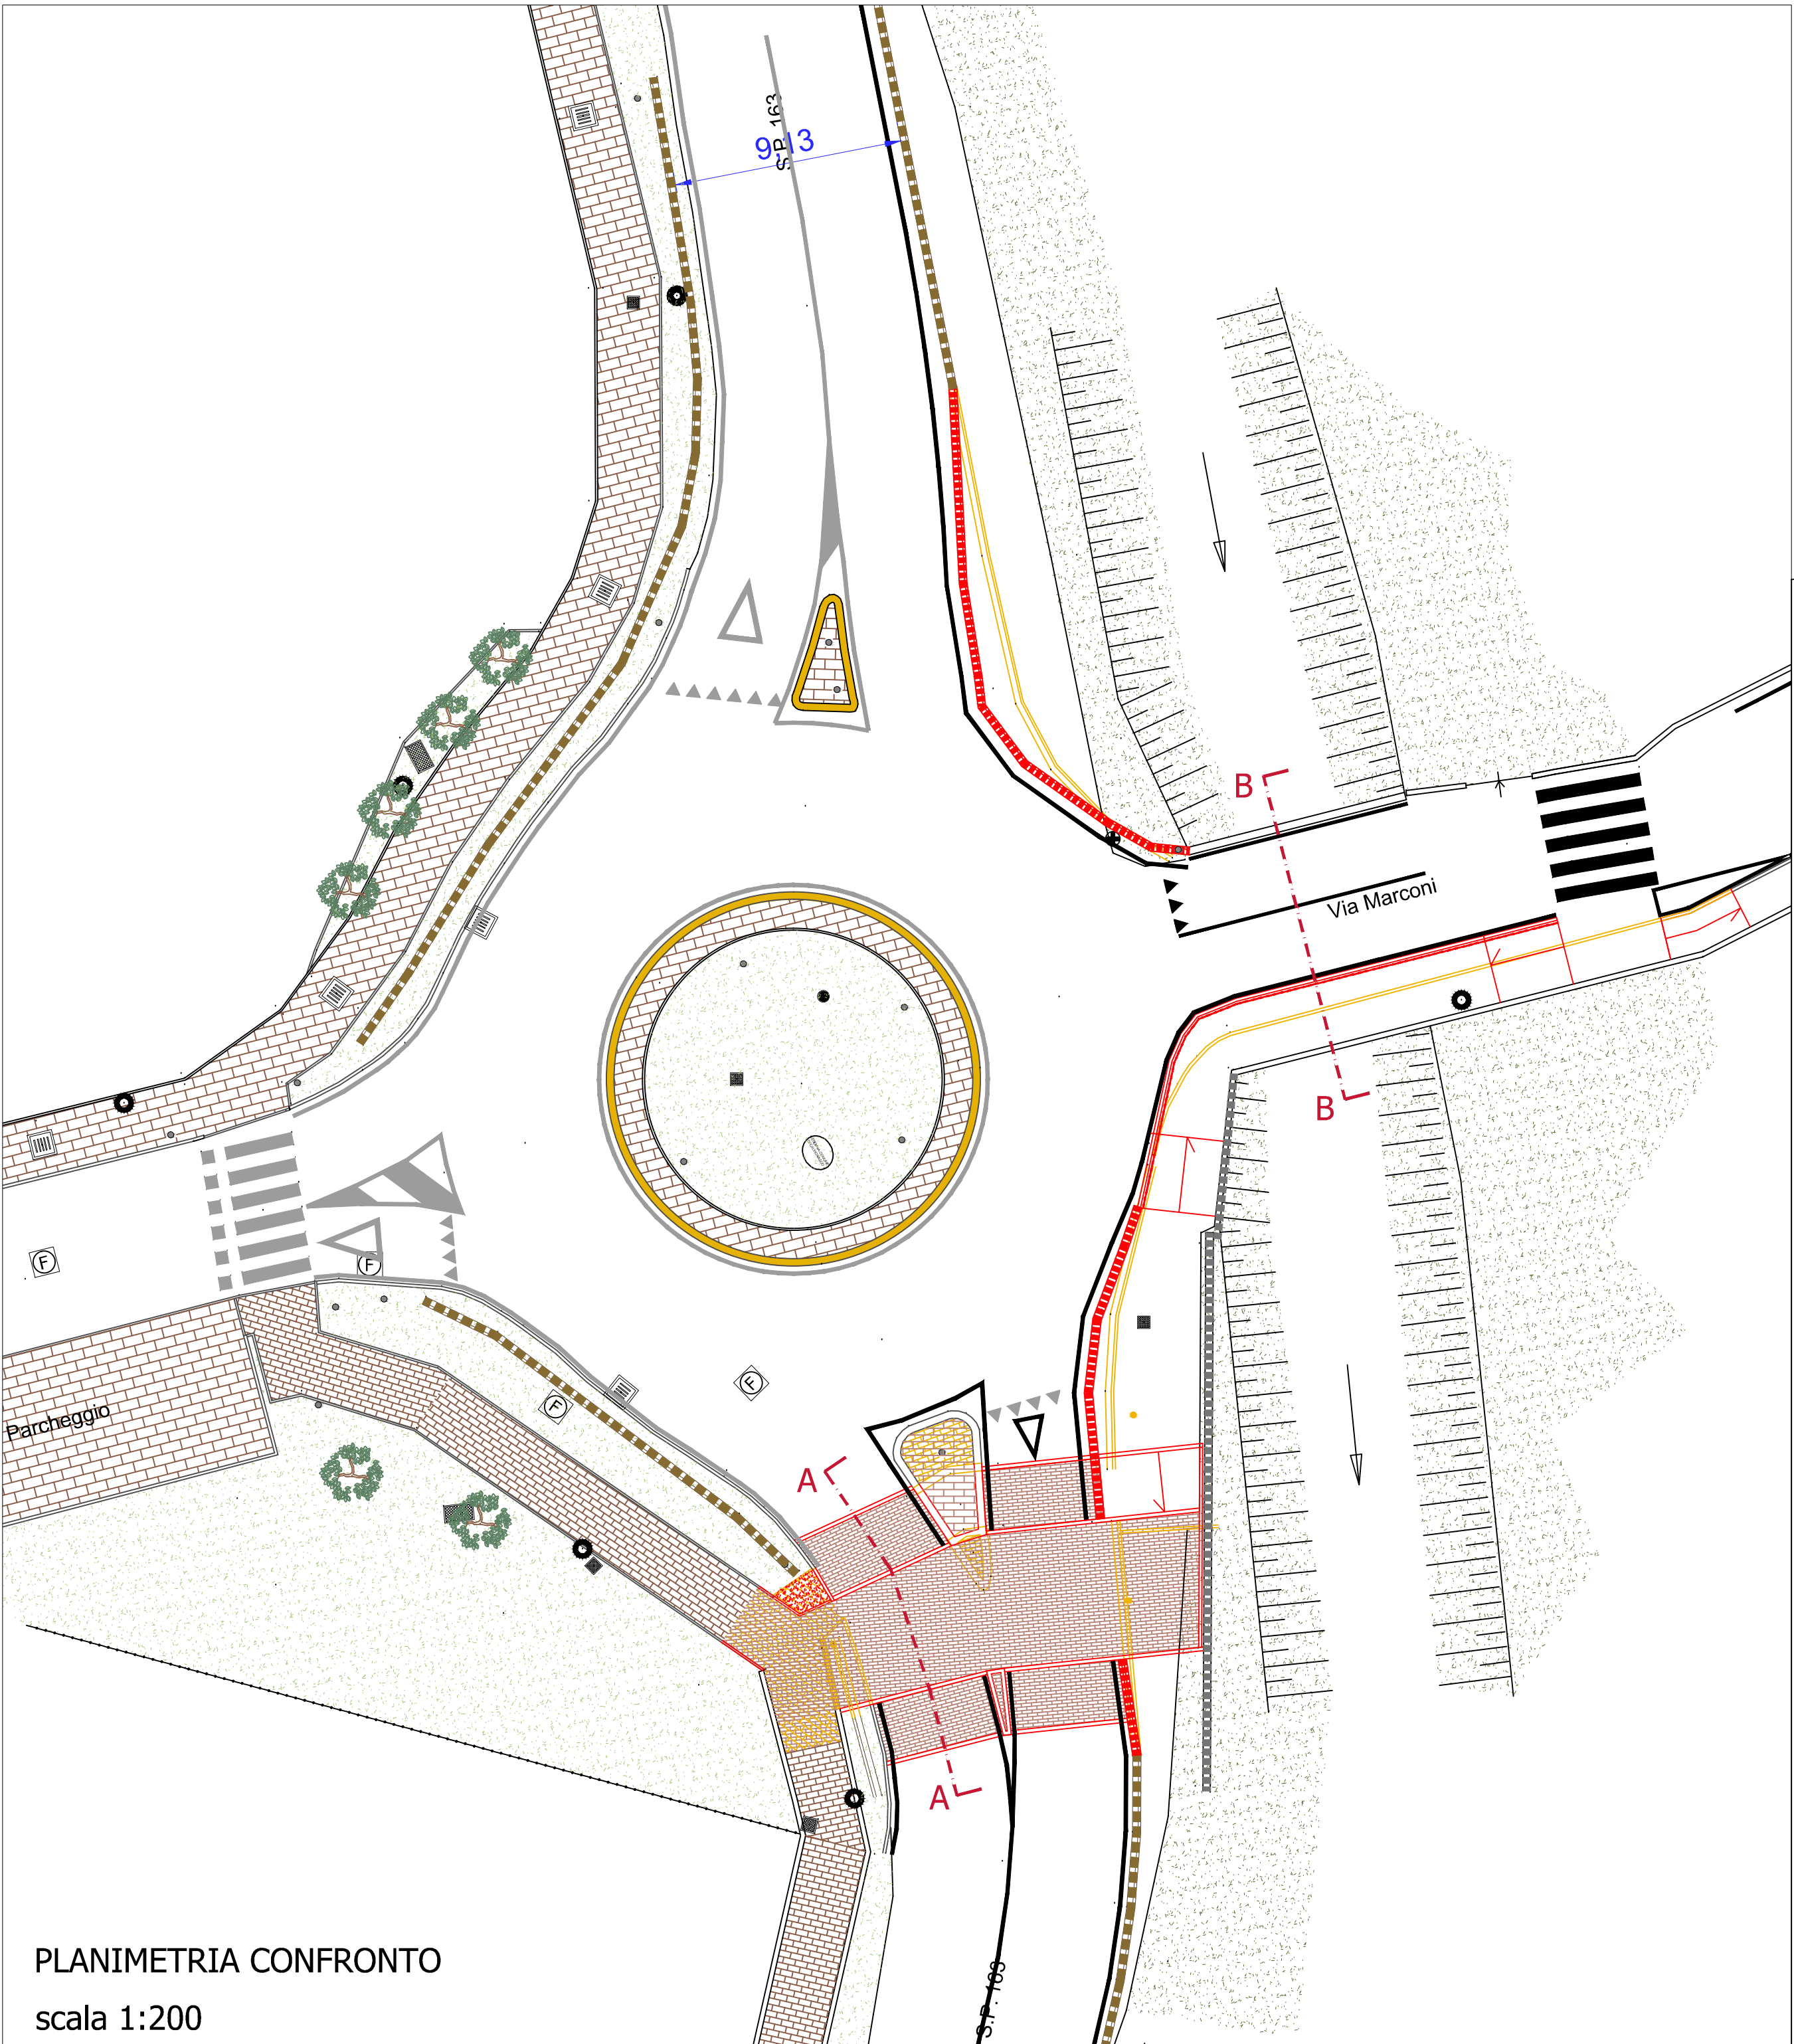 S.P. 163
9.13
B
Via Marconi
B
F
F
F
F
Parcheggio
A
A
S.P. 163
PLANIMETRIA CONFRONTO
scala 1:200